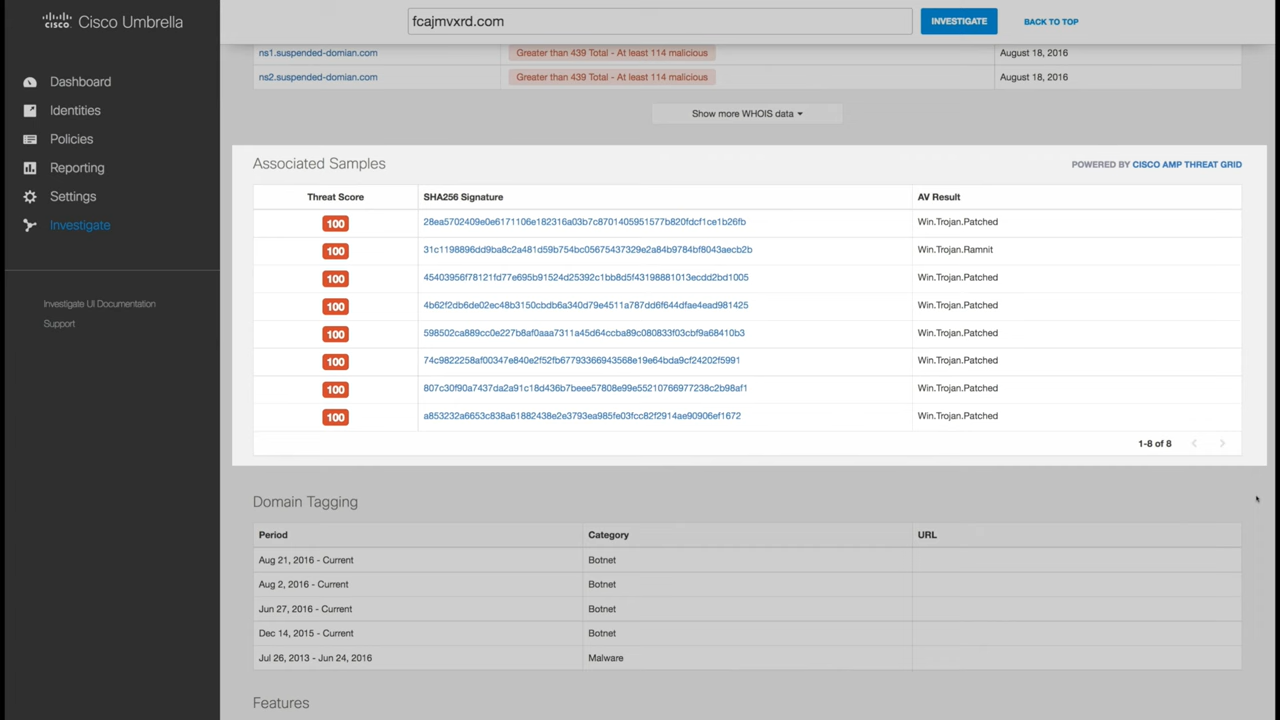 cisco Cisco Umbrella
fcajmvxrd.com
INVESTIGATE
BACK TO TOP
Dashboard
Identities
Policies
Reporting
Settings
Investigate
Investigate UI Documentation
Support
ns1.suspended-domian.com Greater than 439 Total - At least 114 malicious August 18, 2016
ns2.suspended-domian.com Greater than 439 Total - At least 114 malicious August 18, 2016
Show more WHOIS data
Associated Samples POWERED BY CISCO AMP THREAT GRID
Threat Score SHA256 Signature AV Result
100 28ea5702409e0e6171106e182316a03b7c8701405951577b820fdcf1ce1b26fb Win.Trojan.Patched
100 31c1198896dd9ba8c2a481d59b754bc05675437329e2a84b9784bf8043aecb2b Win.Trojan.Ramnit
100 45403956f78121fd77e695b91524d25392c1bb8d5f43198881013ecdd2bd1005 Win.Trojan.Patched
100 4b62f2db6de02ec48b3150cbdb6a340d79e4511a787dd6f644dfae4ead981425 Win.Trojan.Patched
100 598502ca889cc0e227b8af0aaa7311a45d64ccba89c080833f03cbf9a68410b3 Win.Trojan.Patched
100 74c9822258af00347e840e2f52fb67793366943568e19e64bda9cf24202f5991 Win.Trojan.Patched
100 807c30f90a7437da2a91c18d436b7beee57808e99e55210766977238c2b98af1 Win.Trojan.Patched
100 a853232a6653c838a61882438e2e3793ea985fe03fcc82f2914ae90906ef1672 Win.Trojan.Patched
1-8 of 8
Domain Tagging
Period Category URL
Aug 21, 2016 - Current Botnet
Aug 2, 2016 - Current Botnet
Jun 27, 2016 - Current Botnet
Dec 14, 2015 - Current Botnet
Jul 26, 2013 - Jun 24, 2016 Malware
Features